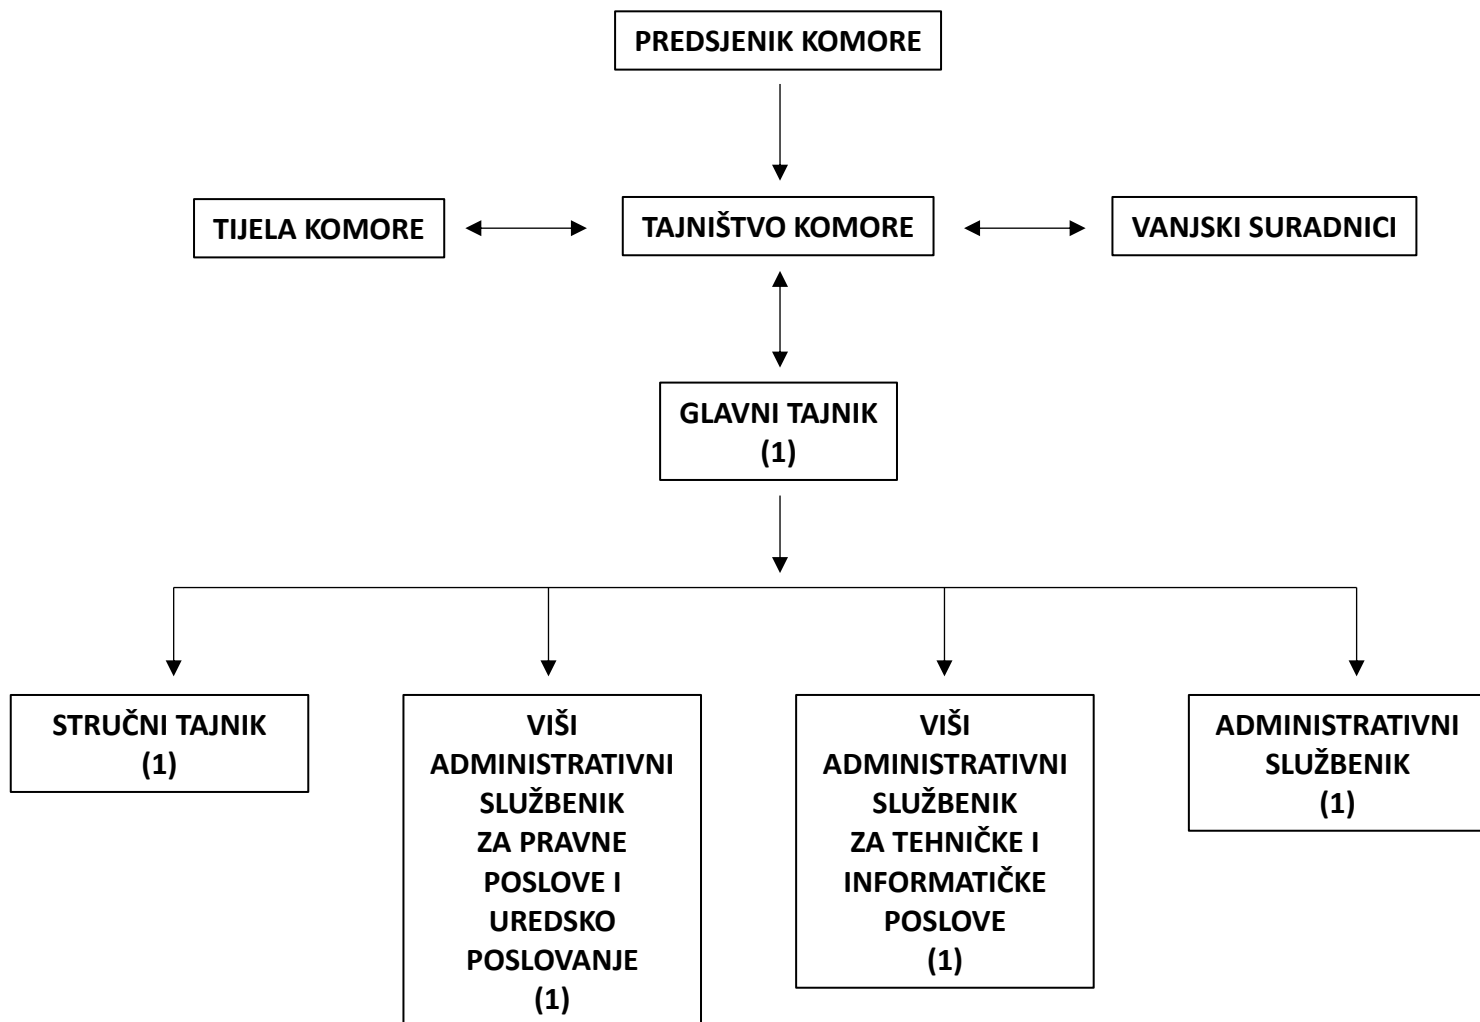 PREDSJENIK KOMORE
TIJELA KOMORE
TAJNIŠTVO KOMORE
VANJSKI SURADNICI
GLAVNI TAJNIK
(1)
STRUČNI TAJNIK
(1)
VIŠI
ADMINISTRATIVNI
SLUŽBENIK
ZA PRAVNE
POSLOVE I
UREDSKO
POSLOVANJE
(1)
VIŠI
ADMINISTRATIVNI
SLUŽBENIK
ZA TEHNIČKE I
INFORMATIČKE
POSLOVE
(1)
ADMINISTRATIVNI
SLUŽBENIK
(1)